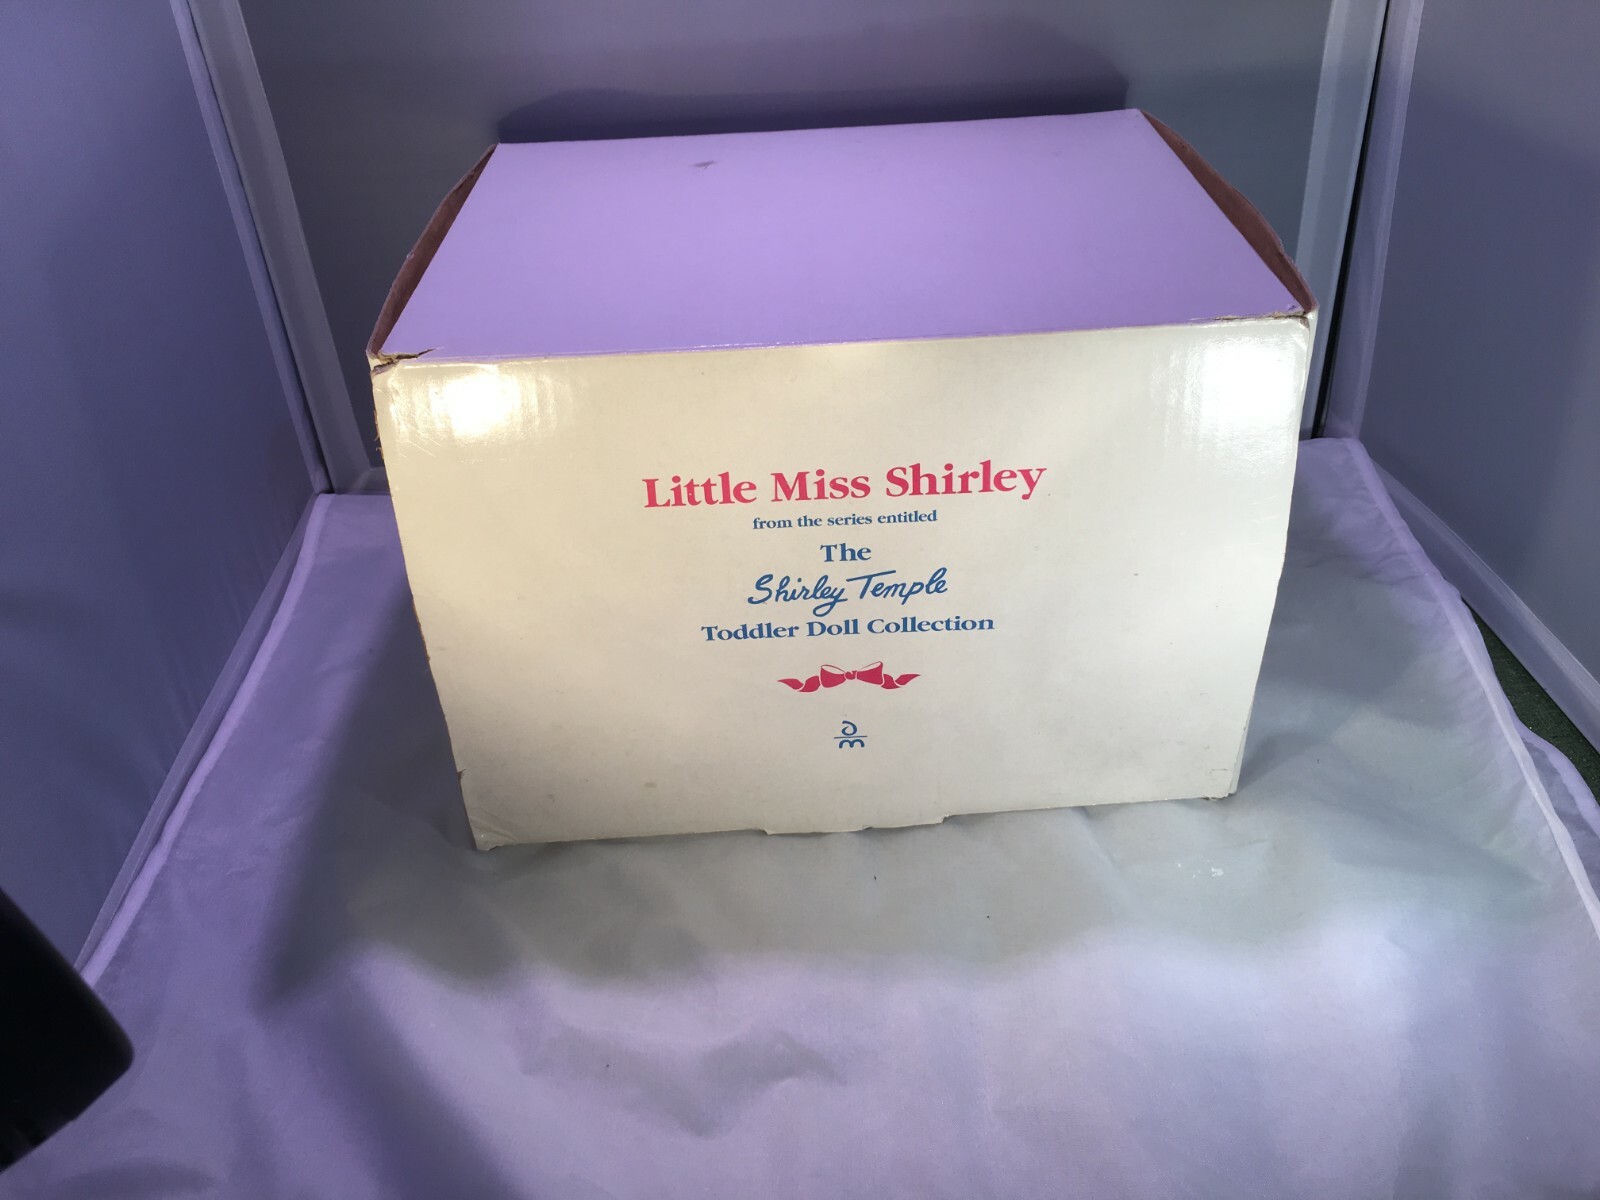 Little Miss Shirley
from the series entitled
The
Shirley Temple
Toddler Doll Collection